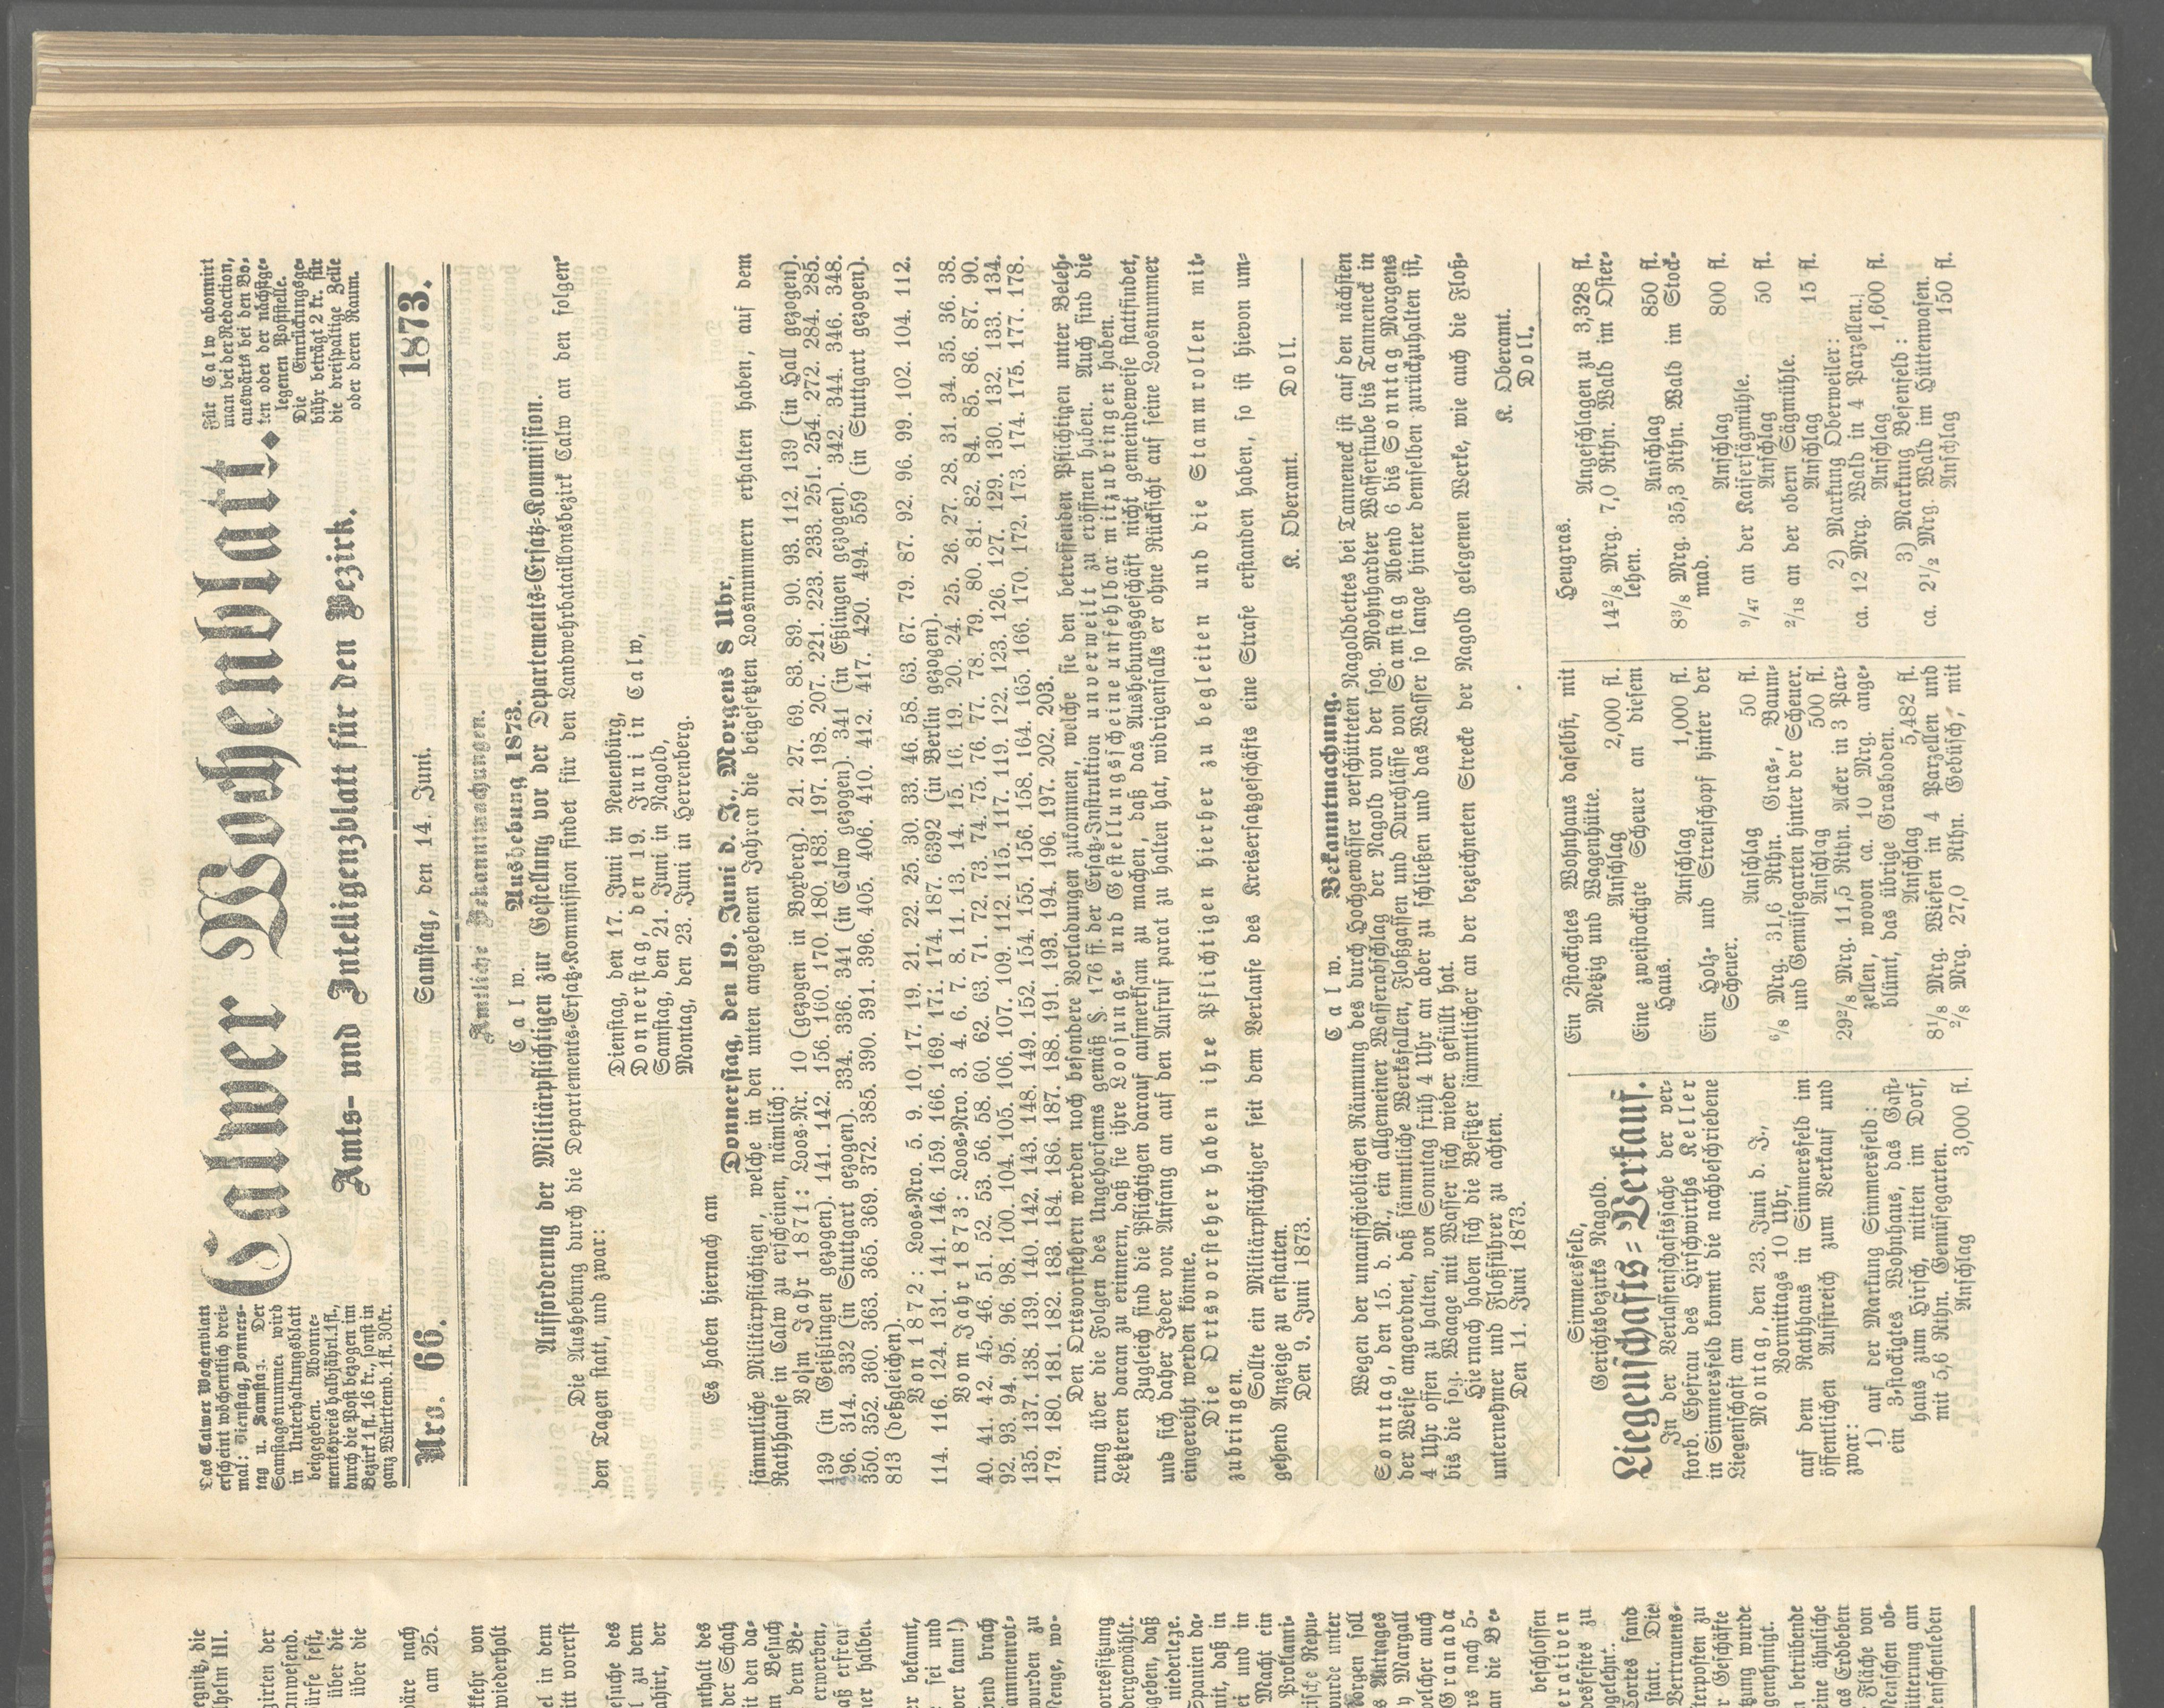 Das Calwer Wochenblatt
erscheint wöchentlich drei-
mal: Dienstag, Donners-
tag u. Samstag. Der
Samstagsnummer wird
in Unterhaltungsblatt
beigegeben. Abonne-
mentspreis halbjährl. 1 fl.,
durch die Post bezogen im
Bezirk 1 fl. 16 kr., sonst in
ganz Württemb. 1 fl. 30 kr.
Calwer Wochenblatt.
Amts- und Intelligenzblatt für den Bezirk.
Für Calw abonnirt
man bei der Redaction,
auswärts bei den Bo-
ten oder der nächstge-
legenen Poststelle.
Die Einrückungsge-
bühr beträgt 2 kr. für
die dreispaltige Zeile
oder deren Raum.
Nro. 66.
Samstag, den 14. Juni.
1873.
Amtliche Bekanntmachungen.
Calw.
Aushebung 1873.
Aufforderung der Militärpflichtigen zur Gestellung vor der Departements-Ersatz-Kommission.
Die Aushebung durch die Departements-Ersatz-Kommission findet für den Landwehrbataillonsbezirk Calw an den folgen-
den Tagen statt, und zwar:
Dienstag, den 17. Juni in Neuenbürg,
Donnerstag, den 19. Juni in Calw,
Samstag, den 21. Juni in Nagold,
Montag, den 23. Juni in Herrenberg.
Es haben hiernach am
Donnerstag, den 19. Juni d. J., Morgens 8 Uhr,
sämmtliche Militärpflichtigen, welche in den unten angegebenen Jahren die beigesetzten Loosnummern erhalten haben, auf dem
Rathhause in Calw zu erscheinen, nämlich:
Volm Jahr 1871: Loos-Nr. 10 (gezogen in Boxberg). 21. 27. 69. 83. 89. 90. 93. 112. 139 (in Hall gezogen).
139 (in Geißlingen gezogen). 141. 142. 156. 160. 170. 180. 183. 197. 198. 207. 221. 223. 233. 251. 254. 272. 284. 285.
296. 314. 332 (in Stuttgart gezogen). 334. 336. 341 (in Calw gezogen). 341 (in Eßlingen gezogen). 342. 344. 346. 348.
350. 352. 360. 363. 365. 369. 372. 385. 390. 391. 396. 405. 406. 410. 412. 417. 420. 494. 559 (in Stuttgart gezogen).
813 (deßgleichen).
Von 1872: Loos-Nro. 5. 9. 10. 17. 19. 21. 22. 25. 30. 33. 46. 58. 63. 67. 79. 87. 92. 96. 99. 102. 104. 112.
114. 116. 124. 131. 141. 146. 159. 166. 169. 171. 174. 187. 6392 (in Berlin gezogen).
Vom Jahr 1873: Loos-Nro. 3. 4. 6. 7. 8. 11. 13. 14. 15. 16. 19. 20. 24. 25. 26. 27. 28. 31. 34. 35. 36. 38.
40. 41. 42. 45. 46. 51. 52. 53. 56. 58. 60. 62. 63. 71. 72. 73. 74. 75. 76. 77. 78. 79. 80. 81. 82. 84. 85. 86. 87. 90.
92. 93. 94. 95. 96. 98. 100. 104. 105. 106. 107. 109. 112. 115. 117. 119. 122. 123. 126. 127. 129. 130. 132. 133. 134.
135. 137. 138. 139. 140. 142. 143. 148. 149. 152. 154. 155. 156. 158. 164. 165. 166. 170. 172. 173. 174. 175. 177. 178.
179. 180. 181. 182. 183. 184. 186. 187. 188. 191. 193. 194. 196. 197. 202. 203.
Den Ortsvorstehern werden noch besondere Vorladungen zukommen, welche sie den betreffenden Pflichtigen unter Beleh-
rung über die Folgen des Ungehorsams gemäß §. 176 ff. der Ersatz-Instruktion unverweilt zu eröffnen haben. Auch sind die
Letzteren daran zu erinnern, daß sie ihre Loosungs- und Gestellungsscheine unfehlbar mitzubringen haben.
Zugleich sind die Pflichtigen darauf aufmerksam zu machen, daß das Aushebungsgeschäft nicht gemeindeweise stattfindet,
und sich daher Jeder von Anfang an auf den Aufruf parat zu halten hat, widrigenfalls er ohne Rücksicht auf seine Loosnummer
eingereiht werden könnte.
Die Ortsvorsteher haben ihre Pflichtigen hierher zu begleiten und die Stammrollen mit-
zubringen.
Sollte ein Militärpflichtiger seit dem Verlaufe des Kreisersatzgeschäfts eine Strafe erstanden haben, so ist hievon um-
gehend Anzeige zu erstatten.
Den 9. Juni 1873.
K. Oberamt. Doll.
Calw.
Bekanntmachung.
Wegen der unaufschieblichen Räumung des durch Hochgewässer verschütteten Nagoldbettes bei Tanneneck ist auf den nächsten
Sonntag, den 15. d. M., ein allgemeiner Wasserabschlag der Nagold von der sog. Mohnhardter Wasserstube bis Tanneneck in
der Weise angeordnet, daß sämmtliche Werksfallen, Floßgassen und Durchlässe von Samstag Abend 6 bis Sonntag Morgens
4 Uhr offen zu halten, von Sonntag früh 4 Uhr an aber zu schließen und das Wasser so lange hinter demselben zurückzuhalten ist,
bis die sog. Waage mit Wasser sich wieder gefüllt hat.
Hiernach haben sich die Besitzer sämmtlicher an der bezeichneten Strecke der Nagold gelegenen Werke, wie auch die Floß-
unternehmer und Floßführer zu achten.
Den 11. Juni 1873.
K. Oberamt.
Doll.
Simmersfeld,
Gerichtsbezirks Nagold.
Liegenschafts-Verkauf.
In der Verlassenschaftssache der ver-
storb. Ehefrau des Hirschwirths Keller
in Simmersfeld kommt die nachbeschriebene
Liegenschaft am
Montag, den 23. Juni d. J.,
Vormittags 10 Uhr,
auf dem Rathhaus in Simmersfeld im
öffentlichen Aufstreich zum Verkauf und
zwar:
1) auf der Markung Simmersfeld:
ein 3stockigtes Wohnhaus, das Gast-
haus zum Hirsch, mitten im Dorf,
mit 5,6 Rthn. Gemüsegarten.
Anschlag 3,000 fl.
Ein 2stockigtes Wohnhaus daselbst, mit
Metzig und Wagenhütte.
Anschlag 2,000 fl.
Eine zweistockigte Scheuer an diesem
Haus.
Anschlag 1,000 fl.
Ein Holz- und Streuschopf hinter der
Scheuer.
Anschlag 50 fl.
6/8 Mrg. 31,6 Rthn. Gras-, Baum-
und Gemüsegarten hinter der Scheuer.
Anschlag 500 fl.
29 2/8 Mrg. 11,5 Rthn. Acker in 3 Par-
zellen, wovon ca. 10 Mrg. ange-
blümt, das übrige Grasboden.
Anschlag 5,482 fl.
8 1/8 Mrg. Wiesen in 4 Parzellen und
2/8 Mrg. 27,0 Rthn. Gebüsch, mit
Heugras.
Angeschlagen zu 3,328 fl.
14 2/8 Mrg. 7,0 Rthn. Wald im Oster-
lehen.
Anschlag 850 fl.
8 3/8 Mrg. 35,3 Rthn. Wald im Stock-
mad.
Anschlag 800 fl.
9/47 an der Kaisersägmühle.
Anschlag 50 fl.
2/18 an der obern Sägmühle.
Anschlag 15 fl.
2) Markung Oberweiler:
ca. 12 Mrg. Wald in 4 Parzellen.
Anschlag 1,600 fl.
3) Markung Besenfeld:
ca. 2 1/2 Mrg. Wald im Hüttenwasen.
Anschlag 150 fl.